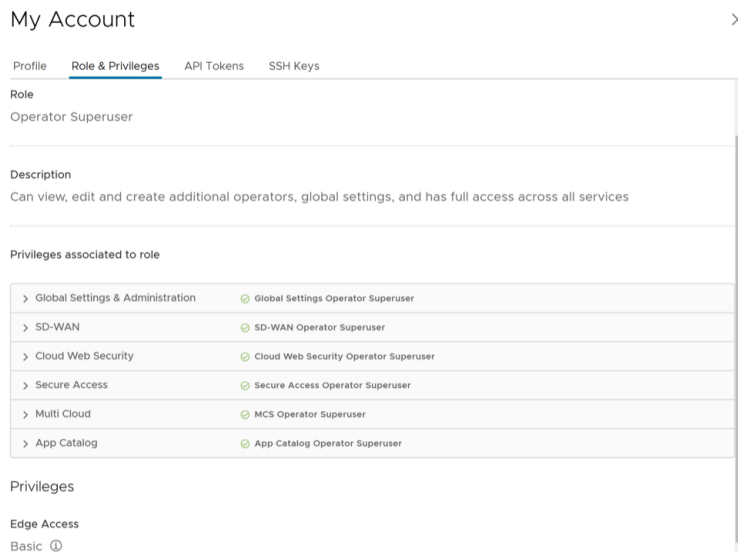 My Account
Profile Role & Privileges API Tokens SSH Keys
Role
Operator Superuser
Description
Can view, edit and create additional operators, global settings, and has full access across all services
Privileges associated to role
Global Settings & Administration Global Settings Operator Superuser
SD-WAN SD-WAN Operator Superuser
Cloud Web Security Cloud Web Security Operator Superuser
Secure Access Secure Access Operator Superuser
Multi Cloud MCS Operator Superuser
App Catalog App Catalog Operator Superuser
Privileges
Edge Access
Basic